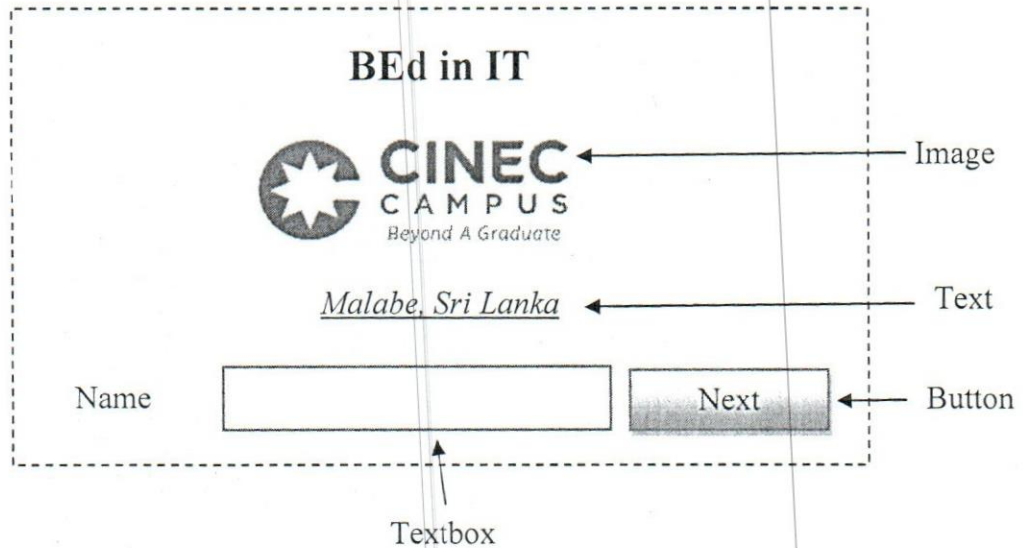 BEd in IT
CINEC
CAMPUS
Beyond A Graduate
Image
Malabe, Sri Lanka
Text
Name
Next
Button
Textbox